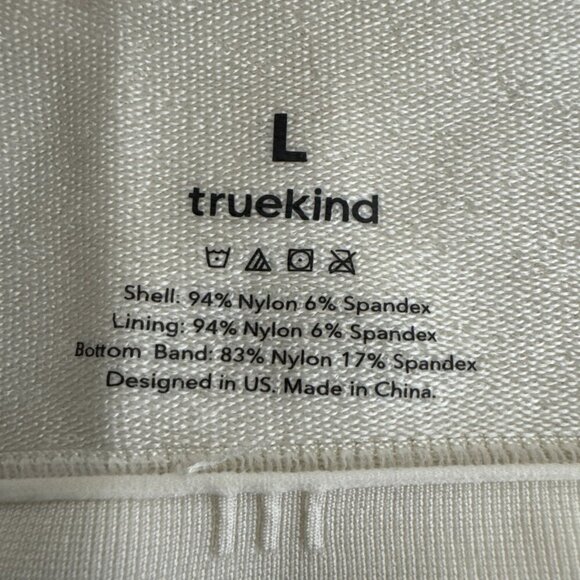 L
truekind
Shell: 94% Nylon 6% Spandex
Lining: 94% Nylon 6% Spandex
Bottom Band: 83% Nylon 17% Spandex
Designed in US. Made in China.